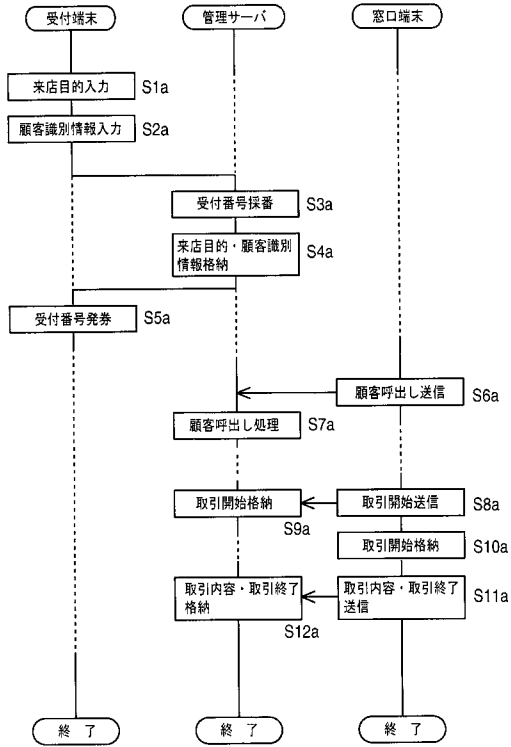 受付端末
管理サーバ
窓口端末
来店目的入力
S1a
顧客識別情報入力
S2a
受付番号採番
S3a
来店目的・顧客識別
情報格納
S4a
受付番号発券
S5a
顧客呼出し送信
S6a
顧客呼出し処理
S7a
取引開始格納
取引開始送信
S8a
S9a
取引開始格納
S10a
取引内容・取引終了
格納
取引内容・取引終了
送信
S11a
S12a
終 了
終 了
終 了